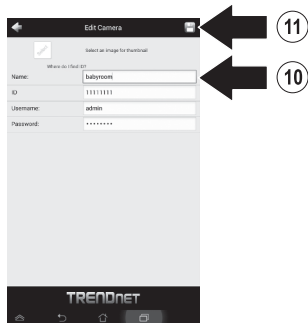 Edit Camera
11
Select an image for thumbnail
Where do I find ID?
Name: babyroom
10
ID 11111111
Username: admin
Password: ••••••••
TRENDnet